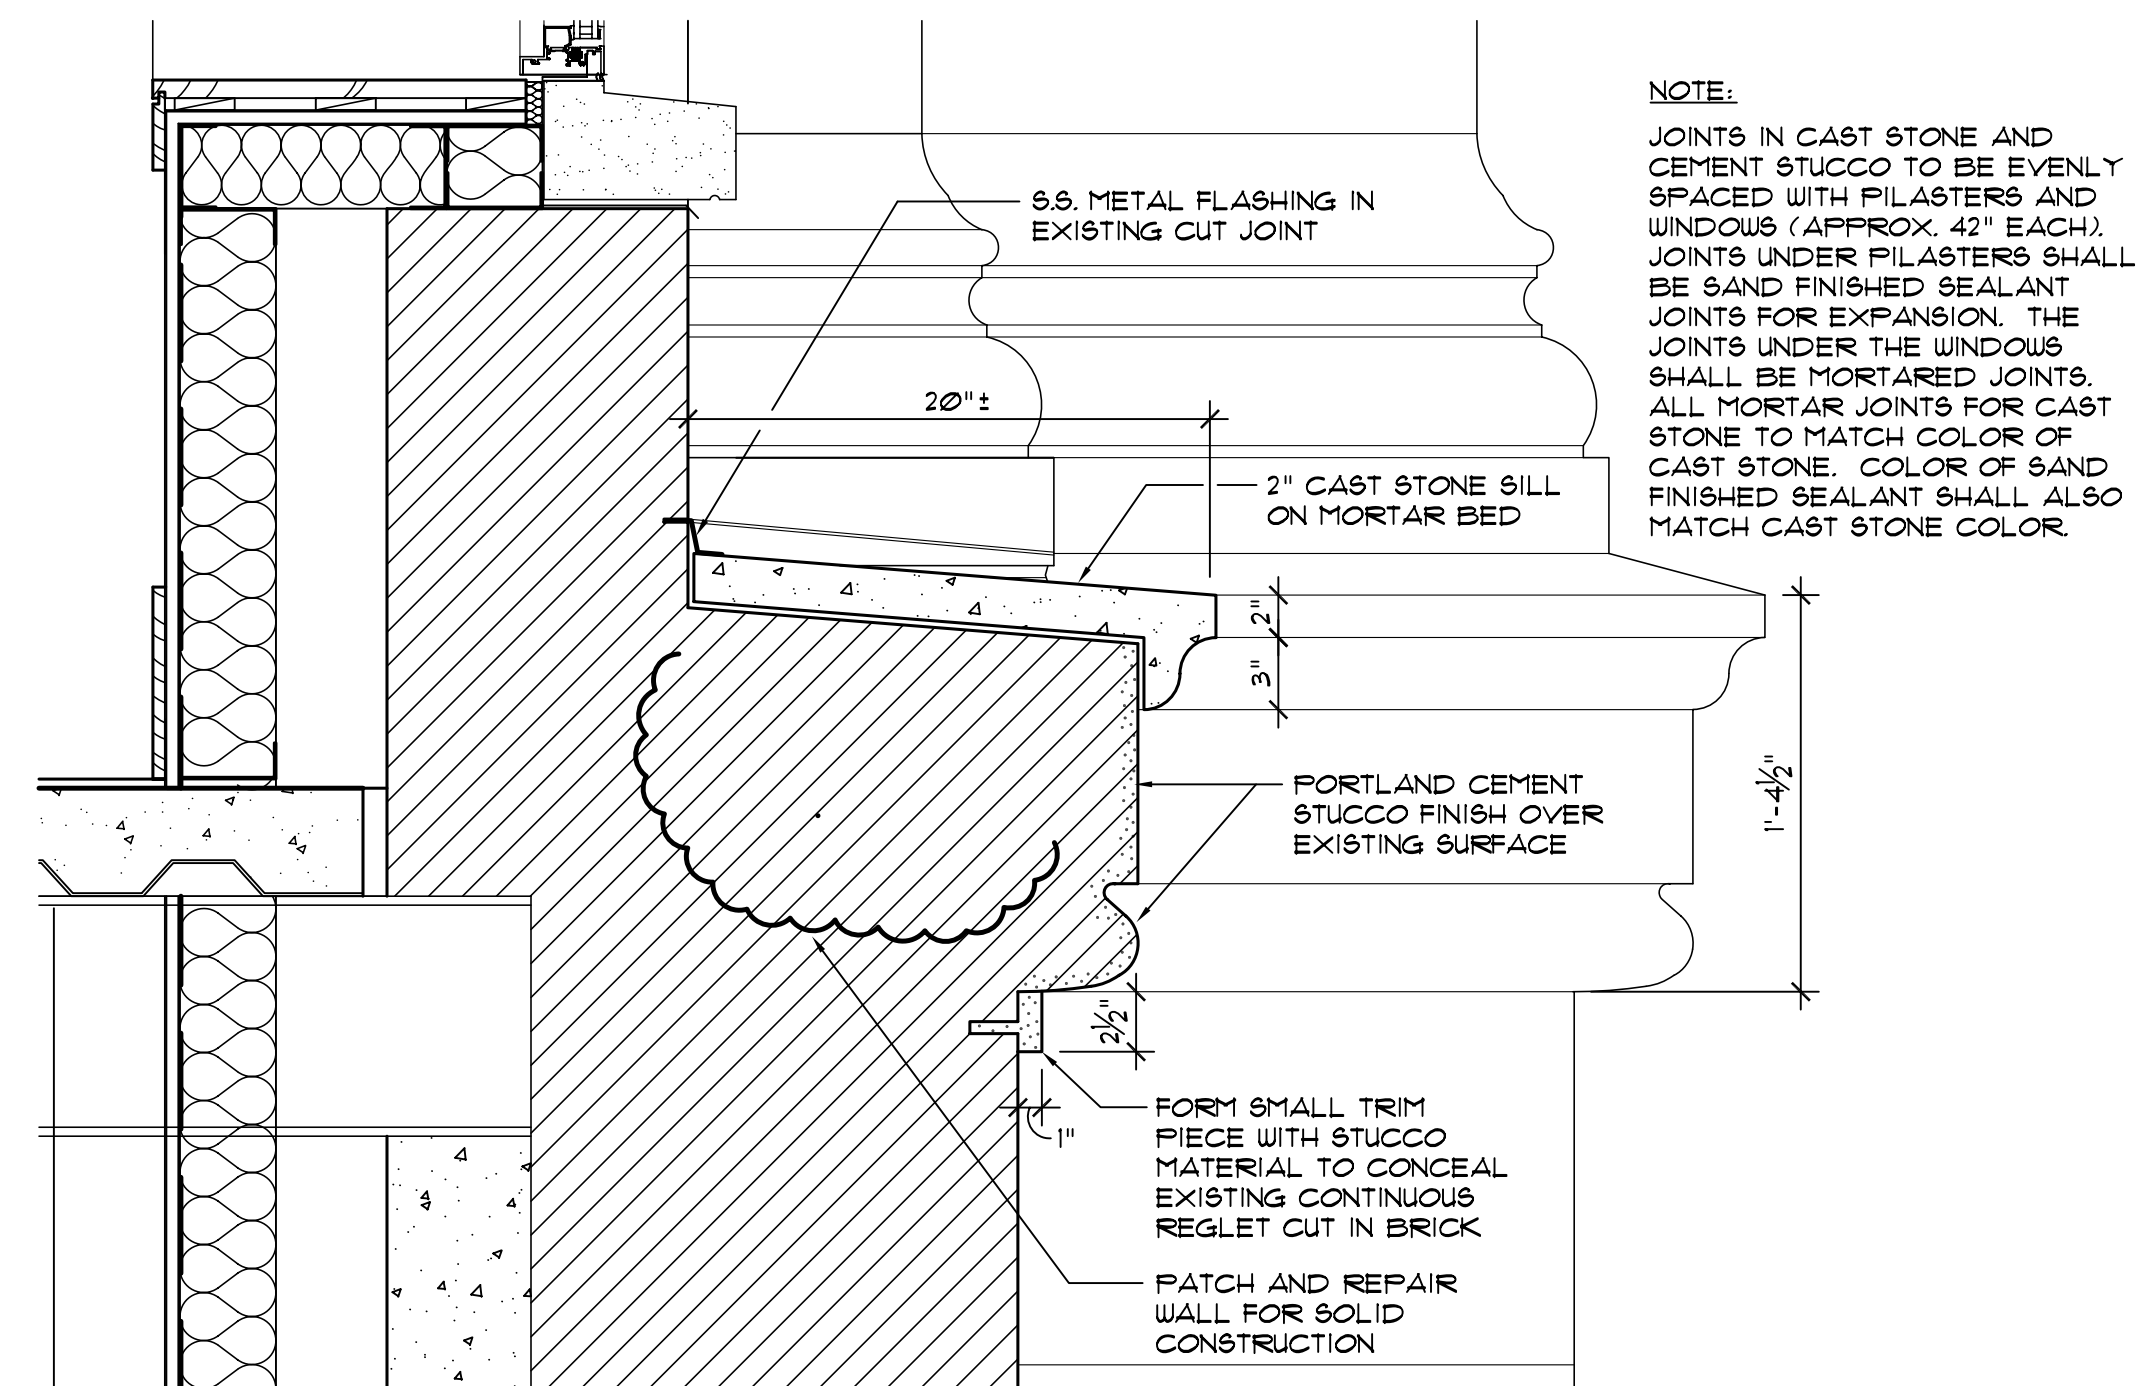 NOTE:
JOINTS IN CAST STONE AND
CEMENT STUCCO TO BE EVENLY
SPACED WITH PILASTERS AND
WINDOWS (APPROX. 42" EACH).
JOINTS UNDER PILASTERS SHALL
BE SAND FINISHED SEALANT
JOINTS FOR EXPANSION. THE
JOINTS UNDER THE WINDOWS
SHALL BE MORTARED JOINTS.
ALL MORTAR JOINTS FOR CAST
STONE TO MATCH COLOR OF
CAST STONE. COLOR OF SAND
FINISHED SEALANT SHALL ALSO
MATCH CAST STONE COLOR.
S.S. METAL FLASHING IN
EXISTING CUT JOINT
20"±
2" CAST STONE SILL
ON MORTAR BED
2"
3"
1'-4½"
PORTLAND CEMENT
STUCCO FINISH OVER
EXISTING SURFACE
2½"
1"
FORM SMALL TRIM
PIECE WITH STUCCO
MATERIAL TO CONCEAL
EXISTING CONTINUOUS
REGLET CUT IN BRICK
PATCH AND REPAIR
WALL FOR SOLID
CONSTRUCTION